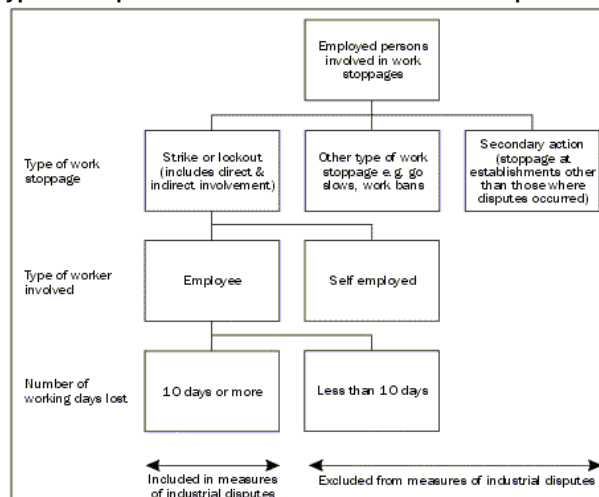 Employed persons
involved in work
stoppages
Type of work
stoppage
Strike or lockout
(includes direct &
indirect involvement)
Other type of work
stoppage e.g. go
slows, work bans
Secondary action
(stoppage at
establishments other
than those where
disputes occurred)
Type of worker
involved
Employee
Self employed
Number of
working days lost
10 days or more
Less than 10 days
Included in measures
of industrial disputes
Excluded from measures of industrial disputes